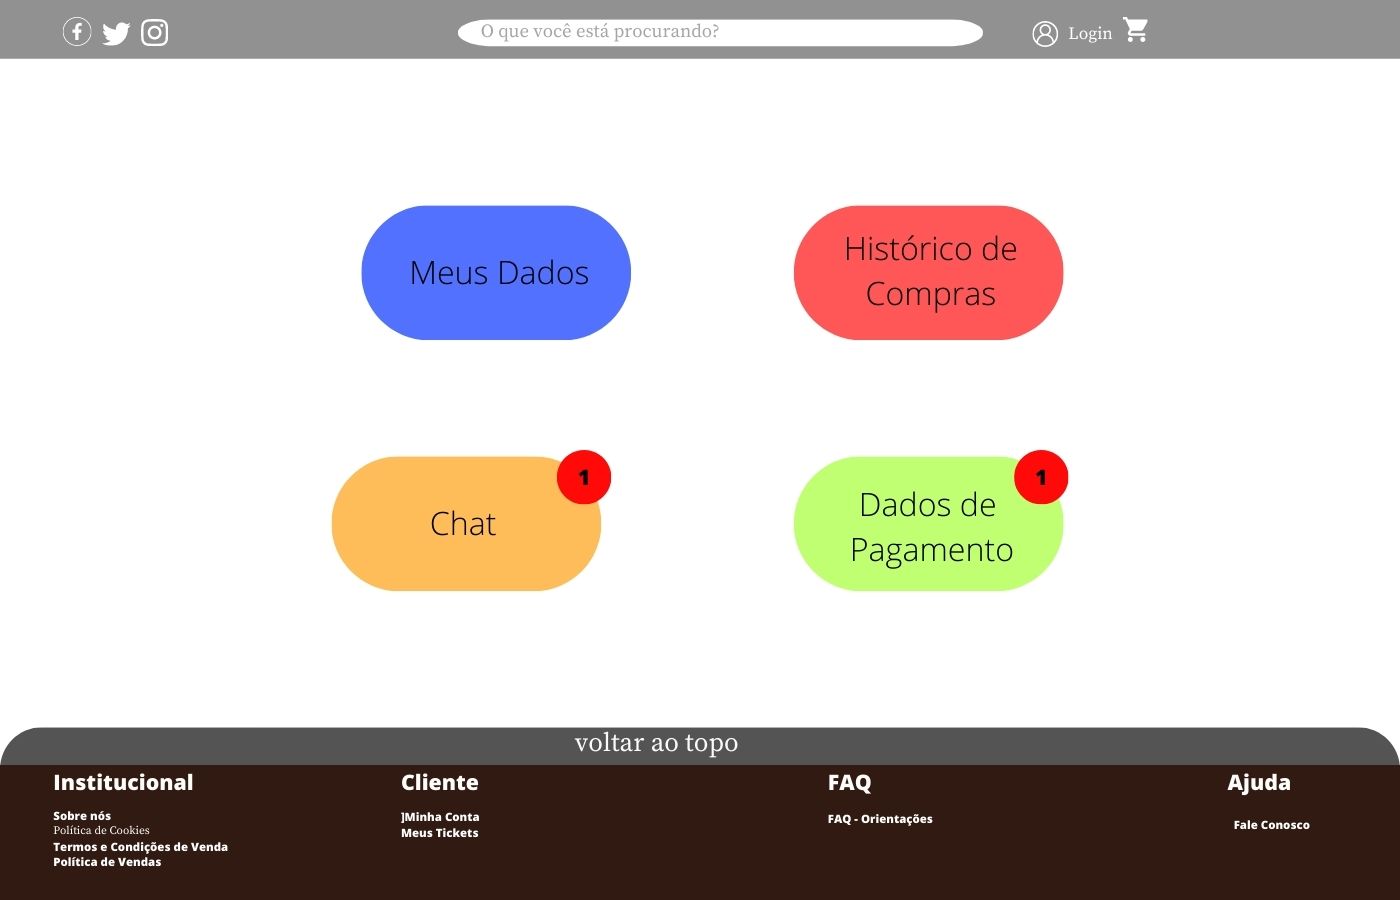 O que você está procurando?
Login
Meus Dados
Histórico de
Compras
Chat
1
Dados de
Pagamento
1
voltar ao topo
Institucional
Sobre nós
Política de Cookies
Termos e Condições de Venda
Política de Vendas
Cliente
]Minha Conta
Meus Tickets
FAQ
FAQ - Orientações
Ajuda
Fale Conosco